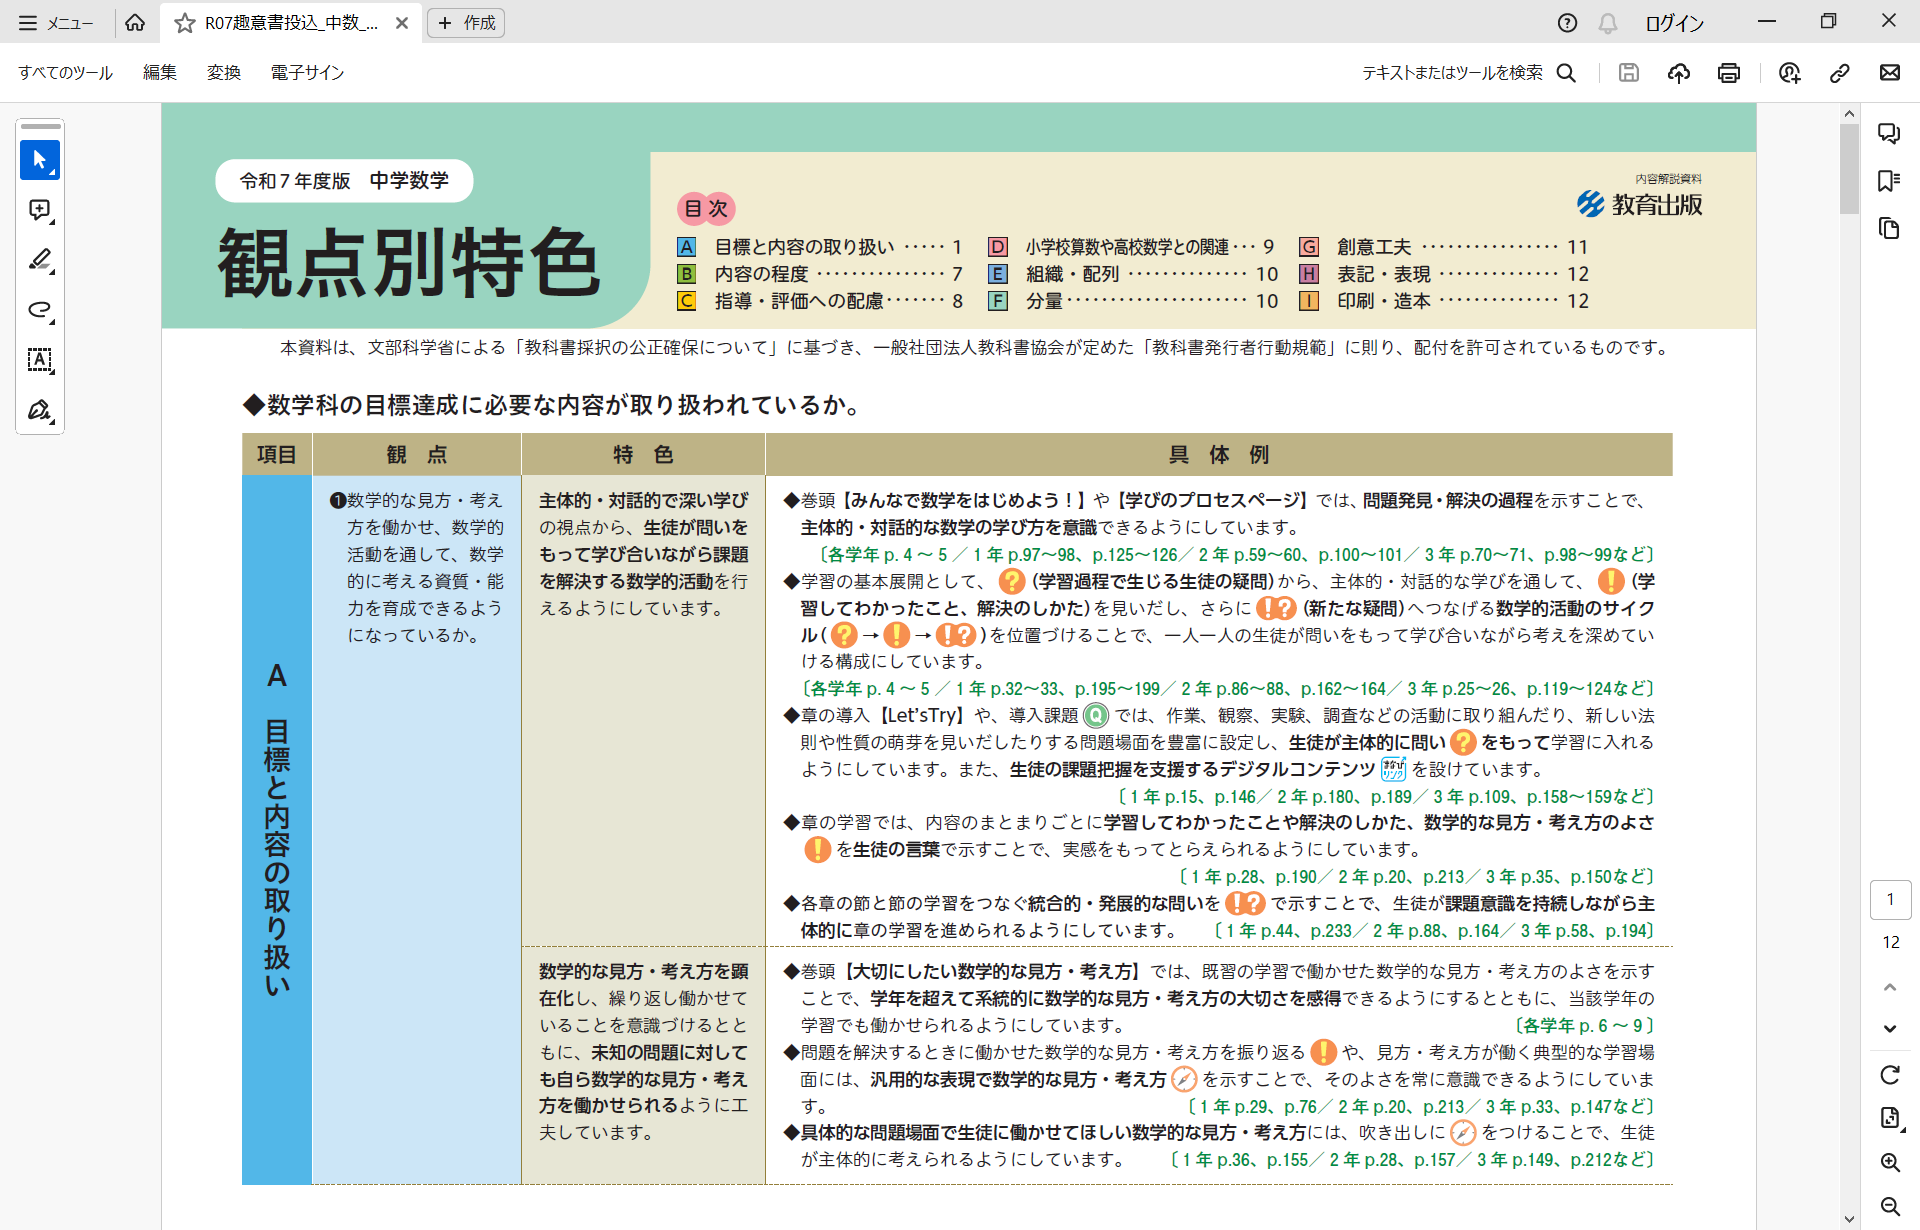 メニュー
R07趣意書投込_中数_...
作成
ログイン
すべてのツール 編集 変換 電子サイン
テキストまたはツールを検索
令和7年度版 中学数学
観点別特色
目次
内容解説資料
教育出版
A 目標と内容の取り扱い ····· 1
B 内容の程度 ·············· 7
C 指導・評価への配慮······· 8
D 小学校算数や高校数学との関連··· 9
E 組織・配列 ············· 10
F 分量···················· 10
G 創意工夫 ··············· 11
H 表記・表現 ············· 12
I 印刷・造本 ············· 12
本資料は、文部科学省による「教科書採択の公正確保について」に基づき、一般社団法人教科書協会が定めた「教科書発行者行動規範」に則り、配付を許可されているものです。
◆数学科の目標達成に必要な内容が取り扱われているか。
項目 観点 特色 具体例
A 目標と内容の取り扱い
❶数学的な見方・考え
方を働かせ、数学的
活動を通して、数学
的に考える資質・能
力を育成できるよう
になっているか。
主体的・対話的で深い学び
の視点から、生徒が問いを
もって学び合いながら課題
を解決する数学的活動を行
えるようにしています。
◆巻頭【みんなで数学をはじめよう!】や【学びのプロセスページ】では、問題発見・解決の過程を示すことで、
主体的・対話的な数学の学び方を意識できるようにしています。
〔各学年 p. 4 ~ 5 / 1 年 p.97~98、p.125~126/ 2 年 p.59~60、p.100~101/ 3 年 p.70~71、p.98~99など〕
◆学習の基本展開として、?(学習過程で生じる生徒の疑問)から、主体的・対話的な学びを通して、!(学
習してわかったこと、解決のしかた)を見いだし、さらに!?(新たな疑問)へつなげる数学的活動のサイク
ル(?→!→!?)を位置づけることで、一人一人の生徒が問いをもって学び合いながら考えを深めてい
ける構成にしています。
〔各学年 p. 4 ~ 5 / 1 年 p.32~33、p.195~199/ 2 年 p.86~88、p.162~164/ 3 年 p.25~26、p.119~124など〕
◆章の導入【Let'sTry】や、導入課題Qでは、作業、観察、実験、調査などの活動に取り組んだり、新しい法
則や性質の萌芽を見いだしたりする問題場面を豊富に設定し、生徒が主体的に問い?をもって学習に入れる
ようにしています。また、生徒の課題把握を支援するデジタルコンテンツ まなびリンク を設けています。
〔 1 年 p.15、p.146/ 2 年 p.180、p.189/ 3 年 p.109、p.158~159など〕
◆章の学習では、内容のまとまりごとに学習してわかったことや解決のしかた、数学的な見方・考え方のよさ
!を生徒の言葉で示すことで、実感をもってとらえられるようにしています。
〔 1 年 p.28、p.190/ 2 年 p.20、p.213/ 3 年 p.35、p.150など〕
◆各章の節と節の学習をつなぐ統合的・発展的な問いを!?で示すことで、生徒が課題意識を持続しながら主
体的に章の学習を進められるようにしています。 〔 1 年 p.44、p.233/ 2 年 p.88、p.164/ 3 年 p.58、p.194〕
数学的な見方・考え方を顕
在化し、繰り返し働かせて
いることを意識づけるとと
もに、未知の問題に対して
も自ら数学的な見方・考え
方を働かせられるように工
夫しています。
◆巻頭【大切にしたい数学的な見方・考え方】では、既習の学習で働かせた数学的な見方・考え方のよさを示す
ことで、学年を超えて系統的に数学的な見方・考え方の大切さを感得できるようにするとともに、当該学年の
学習でも働かせられるようにしています。 〔各学年 p. 6 ~ 9 〕
◆問題を解決するときに働かせた数学的な見方・考え方を振り返る!や、見方・考え方が働く典型的な学習場
面には、汎用的な表現で数学的な見方・考え方を示すことで、そのよさを常に意識できるようにしていま
す。 〔 1 年 p.29、p.76/ 2 年 p.20、p.213/ 3 年 p.33、p.147など〕
◆具体的な問題場面で生徒に働かせてほしい数学的な見方・考え方には、吹き出しにをつけることで、生徒
が主体的に考えられるようにしています。 〔 1 年 p.36、p.155/ 2 年 p.28、p.157/ 3 年 p.149、p.212など〕
1
12